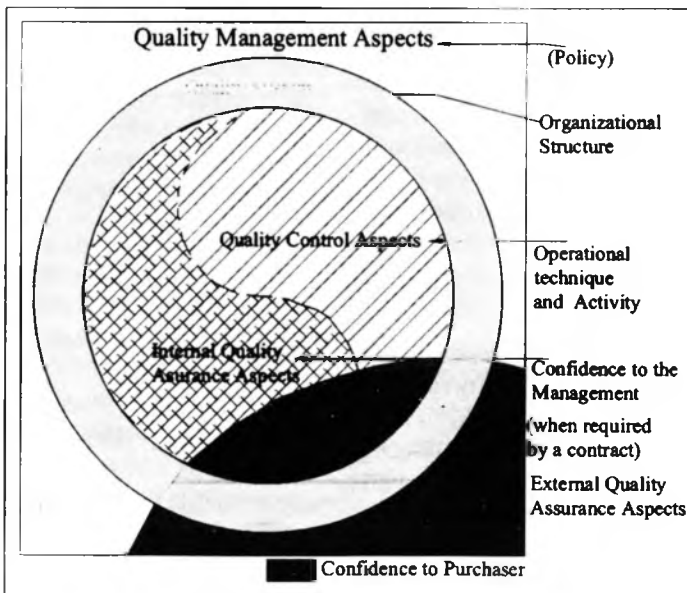 Quality Management Aspects
(Policy)
Organizational
Structure
Quality Control Aspects
Operational
technique
and Activity
Internal Quality
Asurance Aspects
Confidence to the
Management
(when required
by a contract)
External Quality
Assurance Aspects
Confidence to Purchaser